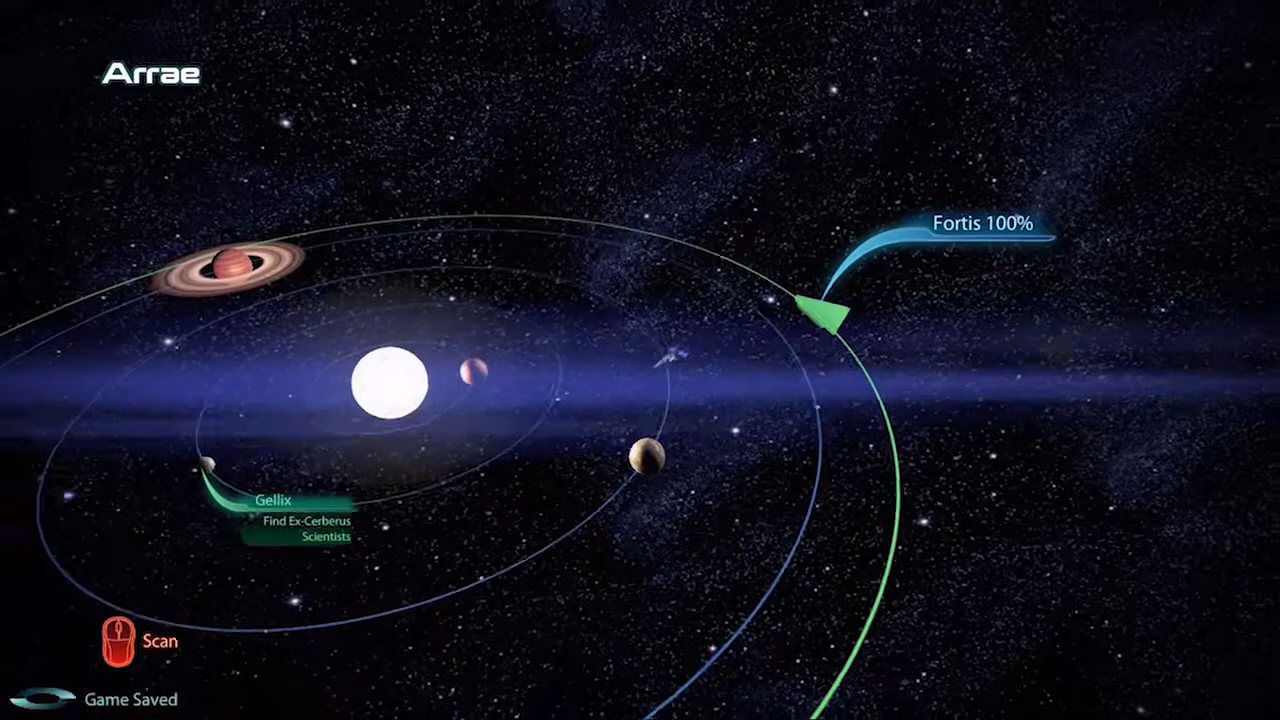 Arrae
Fortis 100%
Gellix
Find Ex-Cerberus
Scientists
Scan
Game Saved